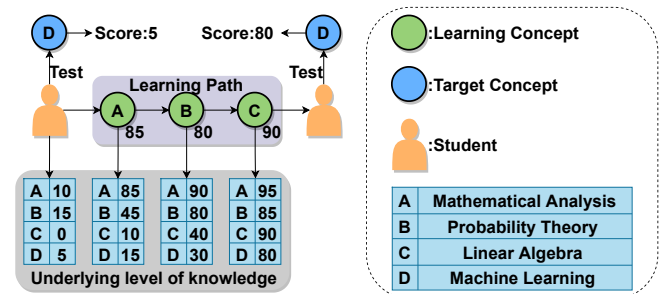 D Score:5 Score:80 D
Test Test
Learning Path
A B C
85 80 90
A 10 A 85 A 90 A 95
B 15 B 45 B 80 B 85
C 0 C 10 C 40 C 90
D 5 D 15 D 30 D 80
Underlying level of knowledge
:Learning Concept
:Target Concept
:Student
A Mathematical Analysis
B Probability Theory
C Linear Algebra
D Machine Learning